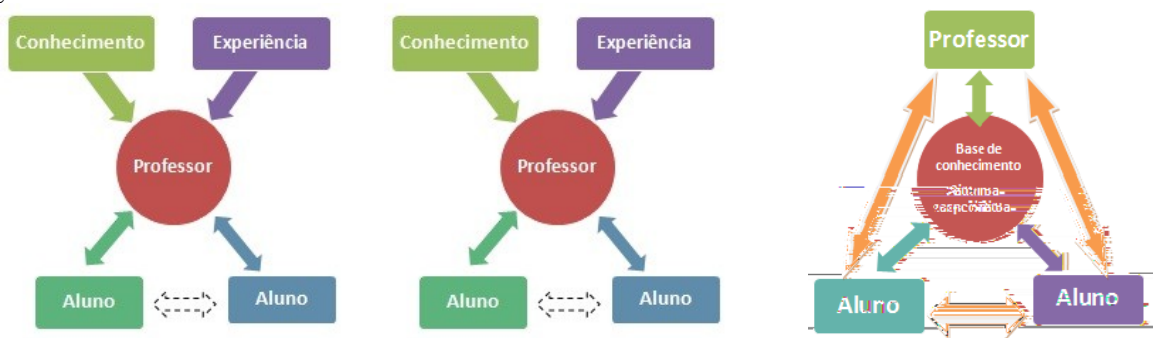 Conhecimento
Experiência
Professor
Aluno
Aluno
Conhecimento
Experiência
Professor
Aluno
Aluno
Professor
Base de
conhecimento
Aluno
Aluno